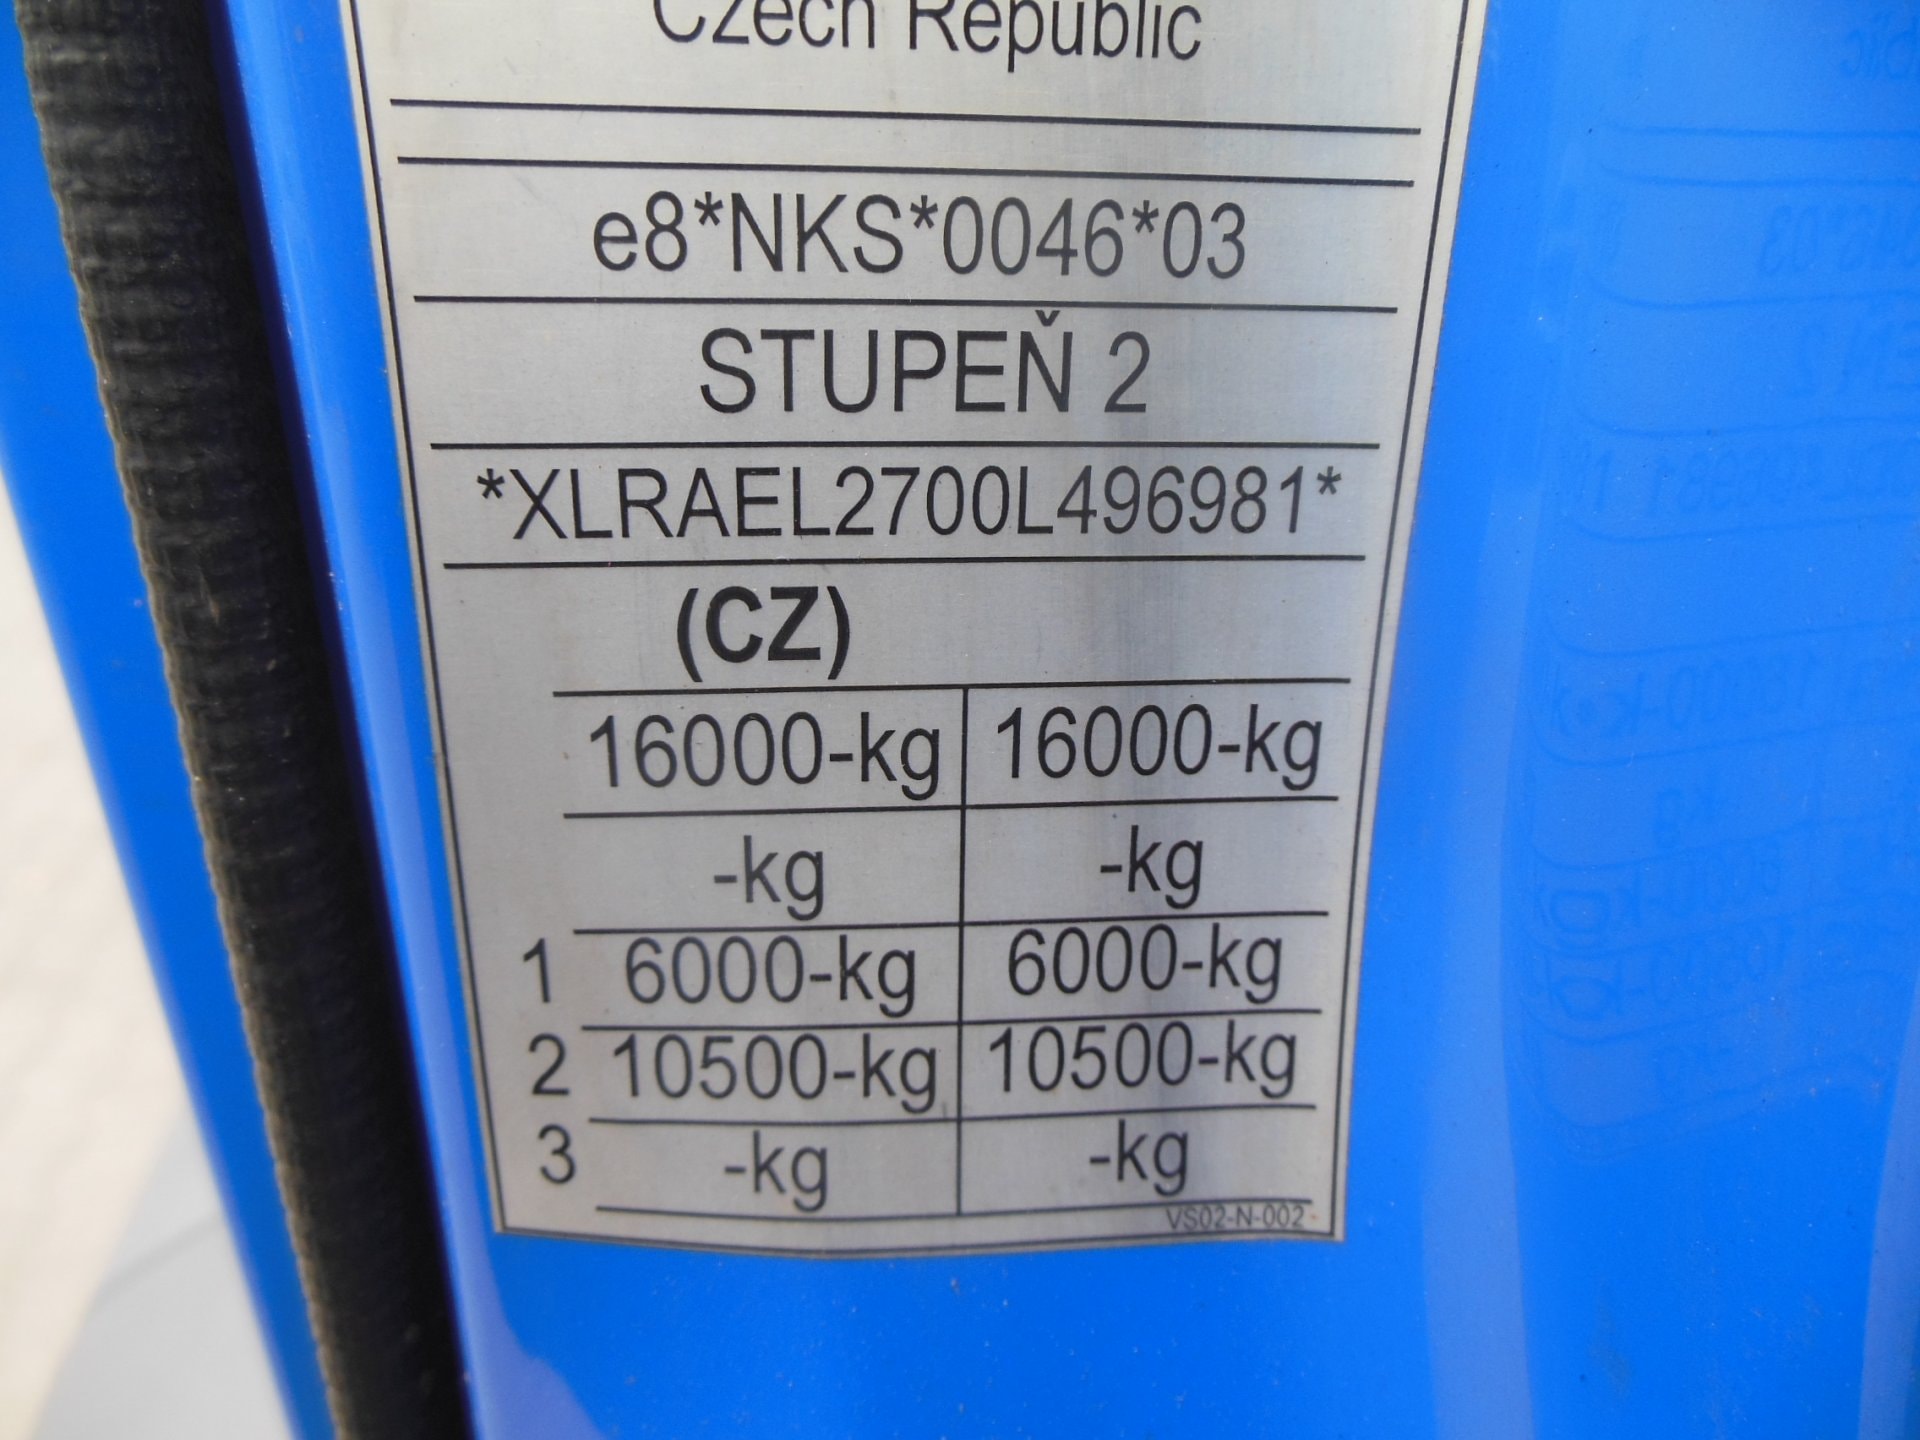 Czech Republic
e8*NKS*0046*03
STUPEŇ 2
*XLRAEL2700L496981*
(CZ)
16000-kg 16000-kg
-kg -kg
1 6000-kg 6000-kg
2 10500-kg 10500-kg
3 -kg -kg
VS02-N-002